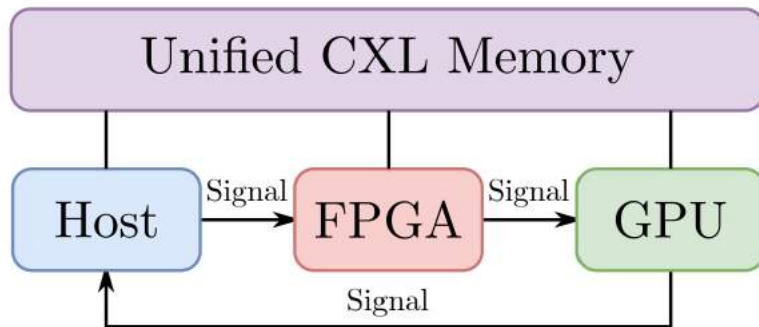 Unified CXL Memory
Signal Signal
Host FPGA GPU
Signal